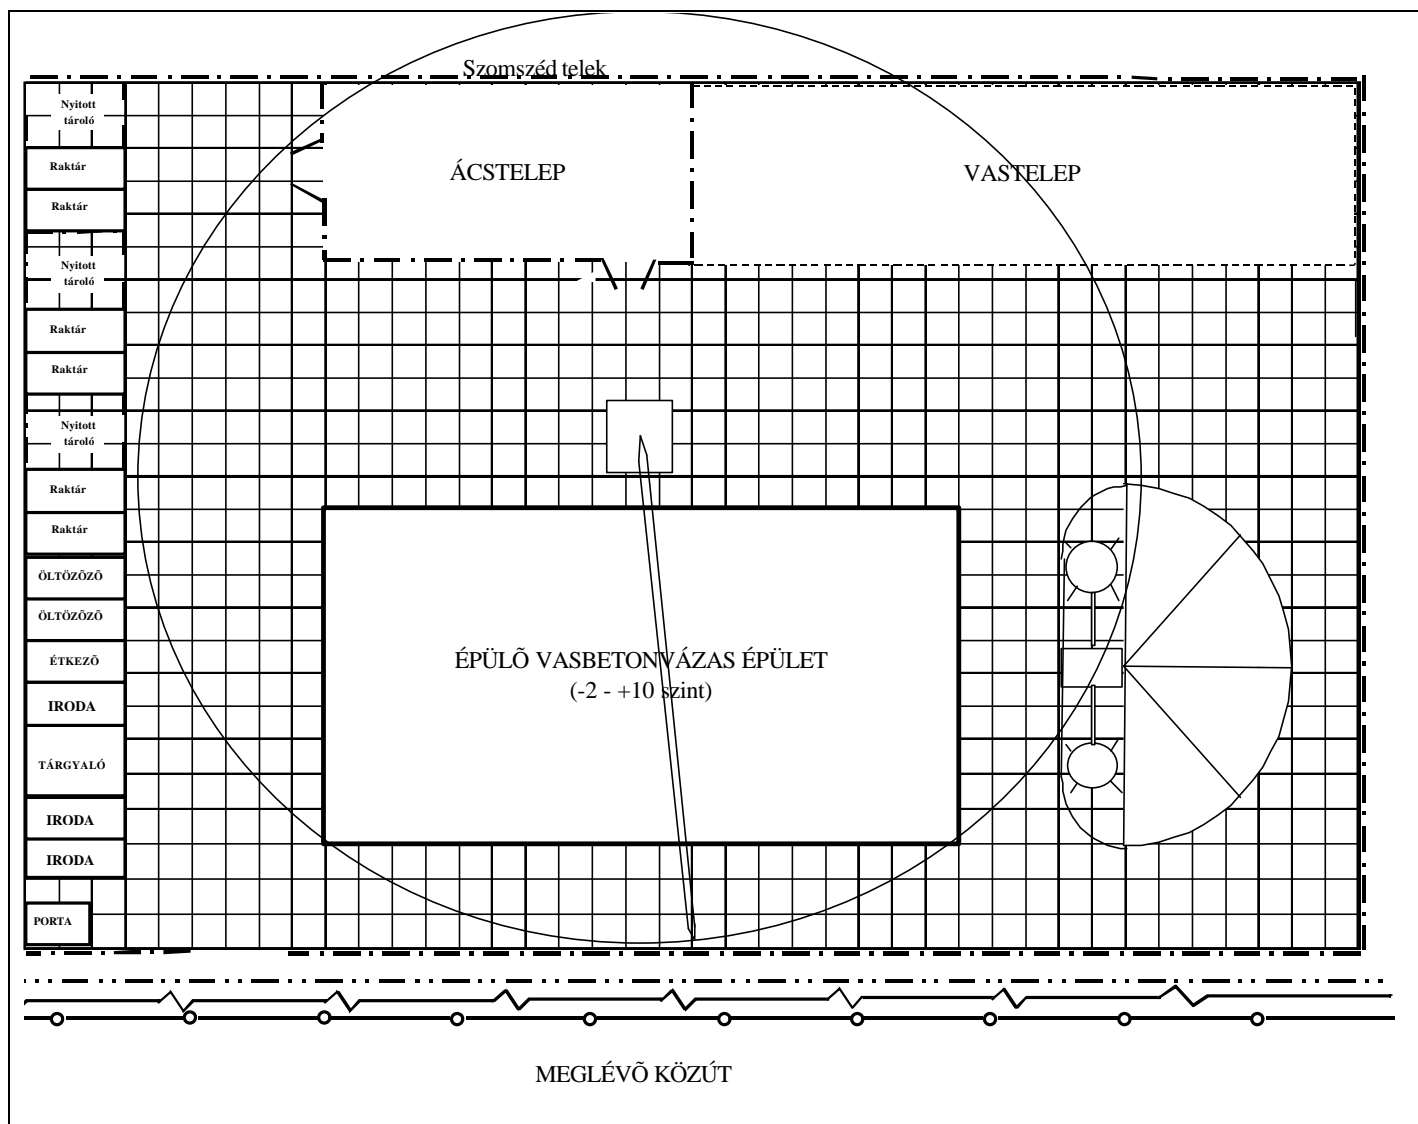 Szomszéd telek
Nyitott
tároló
Raktár
Raktár
Nyitott
tároló
Raktár
Raktár
Nyitott
tároló
Raktár
Raktár
ÖLTÖZÕZÕ
ÖLTÖZÕZÕ
ÉTKEZÕ
IRODA
TÁRGYALÓ
IRODA
IRODA
PORTA
ÁCSTELEP
VASTELEP
ÉPÜLÕ VASBETONVÁZAS ÉPÜLET
(-2 - +10 szint)
MEGLÉVÕ KÖZÚT